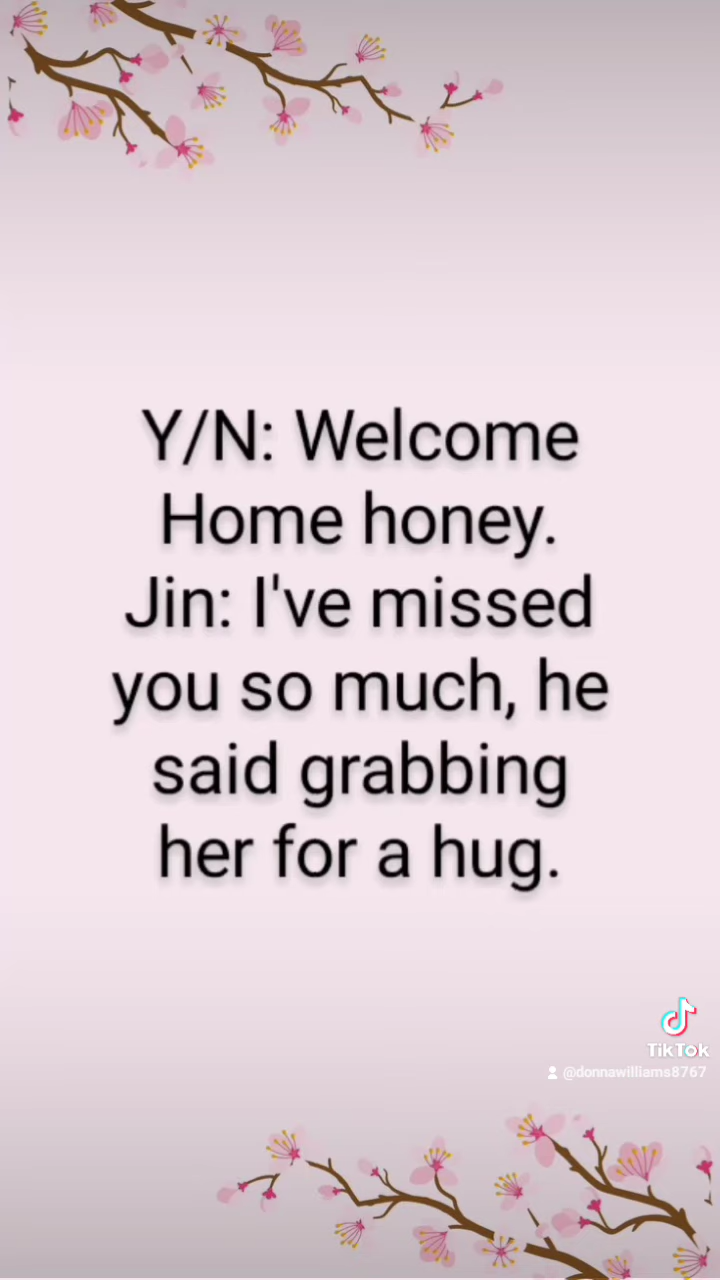 Y/N: Welcome
Home honey.
Jin: I've missed
you so much, he
said grabbing
her for a hug.
TikTok
@donnawilliams8767